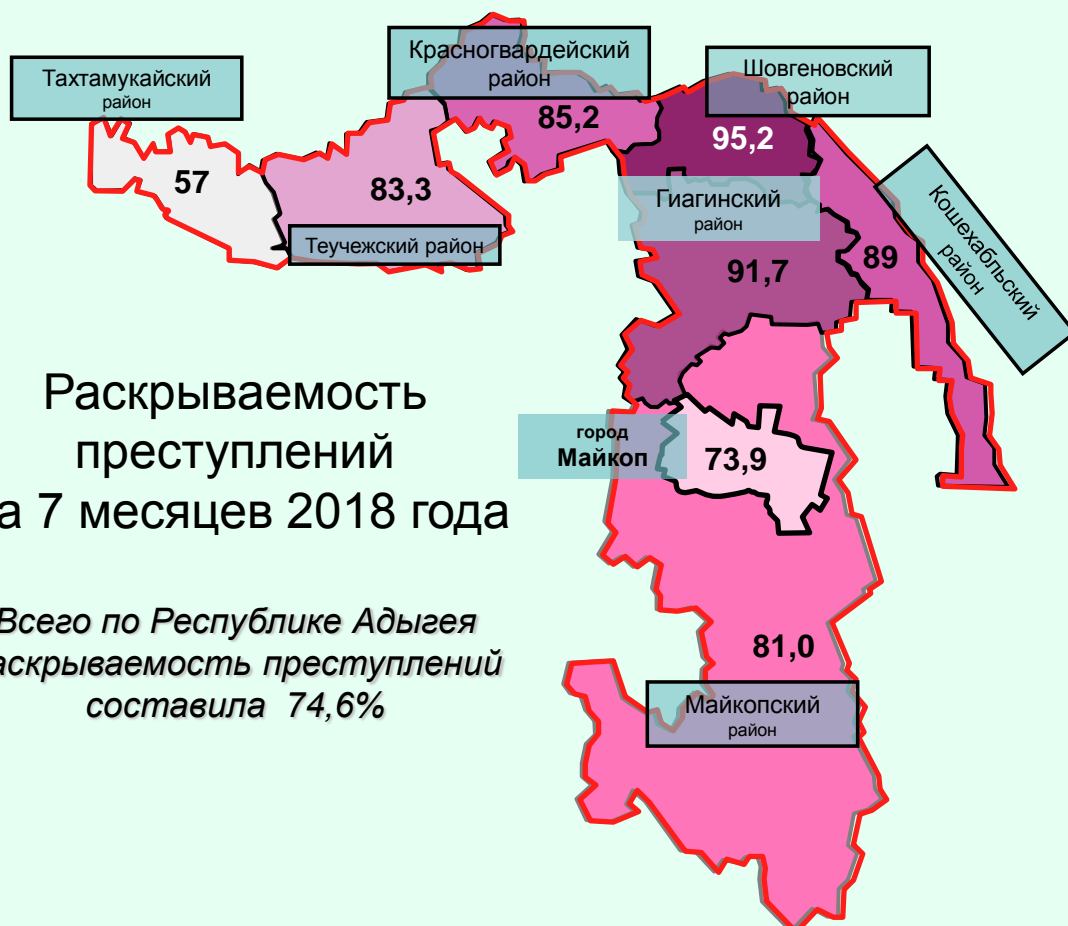 Красногвардейский
район
Шовгеновский
район
Тахтамукайский
район
85,2
95,2
57
83,3
Гиагинский
район
Кошехабльский
район
Теучежский район
89
91,7
Раскрываемость
преступлений
а 7 месяцев 2018 года
город
Майкоп
73,9
Всего по Республике Адыгея
аскрываемость преступлений
составила 74,6%
81,0
Майкопский
район